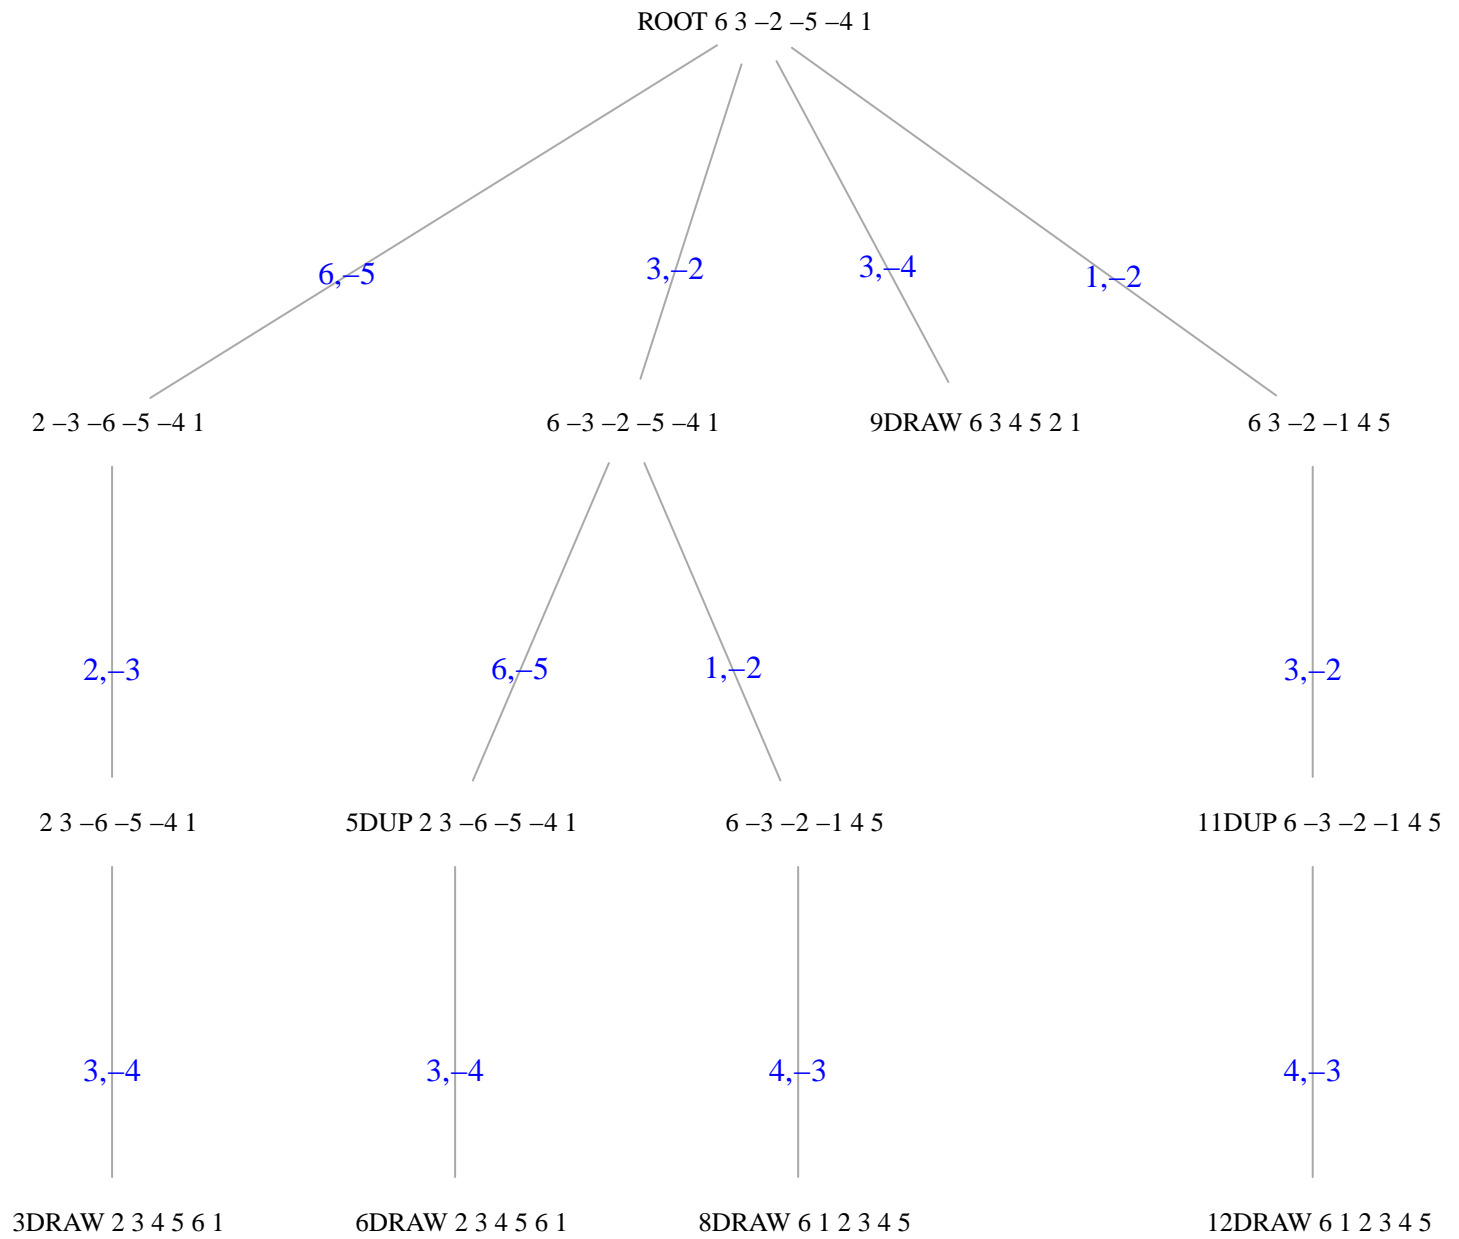 ROOT 6 3 –2 –5 –4 1
6,–5
3,–2
3,–4
1,–2
2 –3 –6 –5 –4 1
6 –3 –2 –5 –4 1
9DRAW 6 3 4 5 2 1
6 3 –2 –1 4 5
2,–3
6,–5
1,–2
3,–2
2 3 –6 –5 –4 1
5DUP 2 3 –6 –5 –4 1
6 –3 –2 –1 4 5
11DUP 6 –3 –2 –1 4 5
3,–4
3,–4
4,–3
4,–3
3DRAW 2 3 4 5 6 1
6DRAW 2 3 4 5 6 1
8DRAW 6 1 2 3 4 5
12DRAW 6 1 2 3 4 5